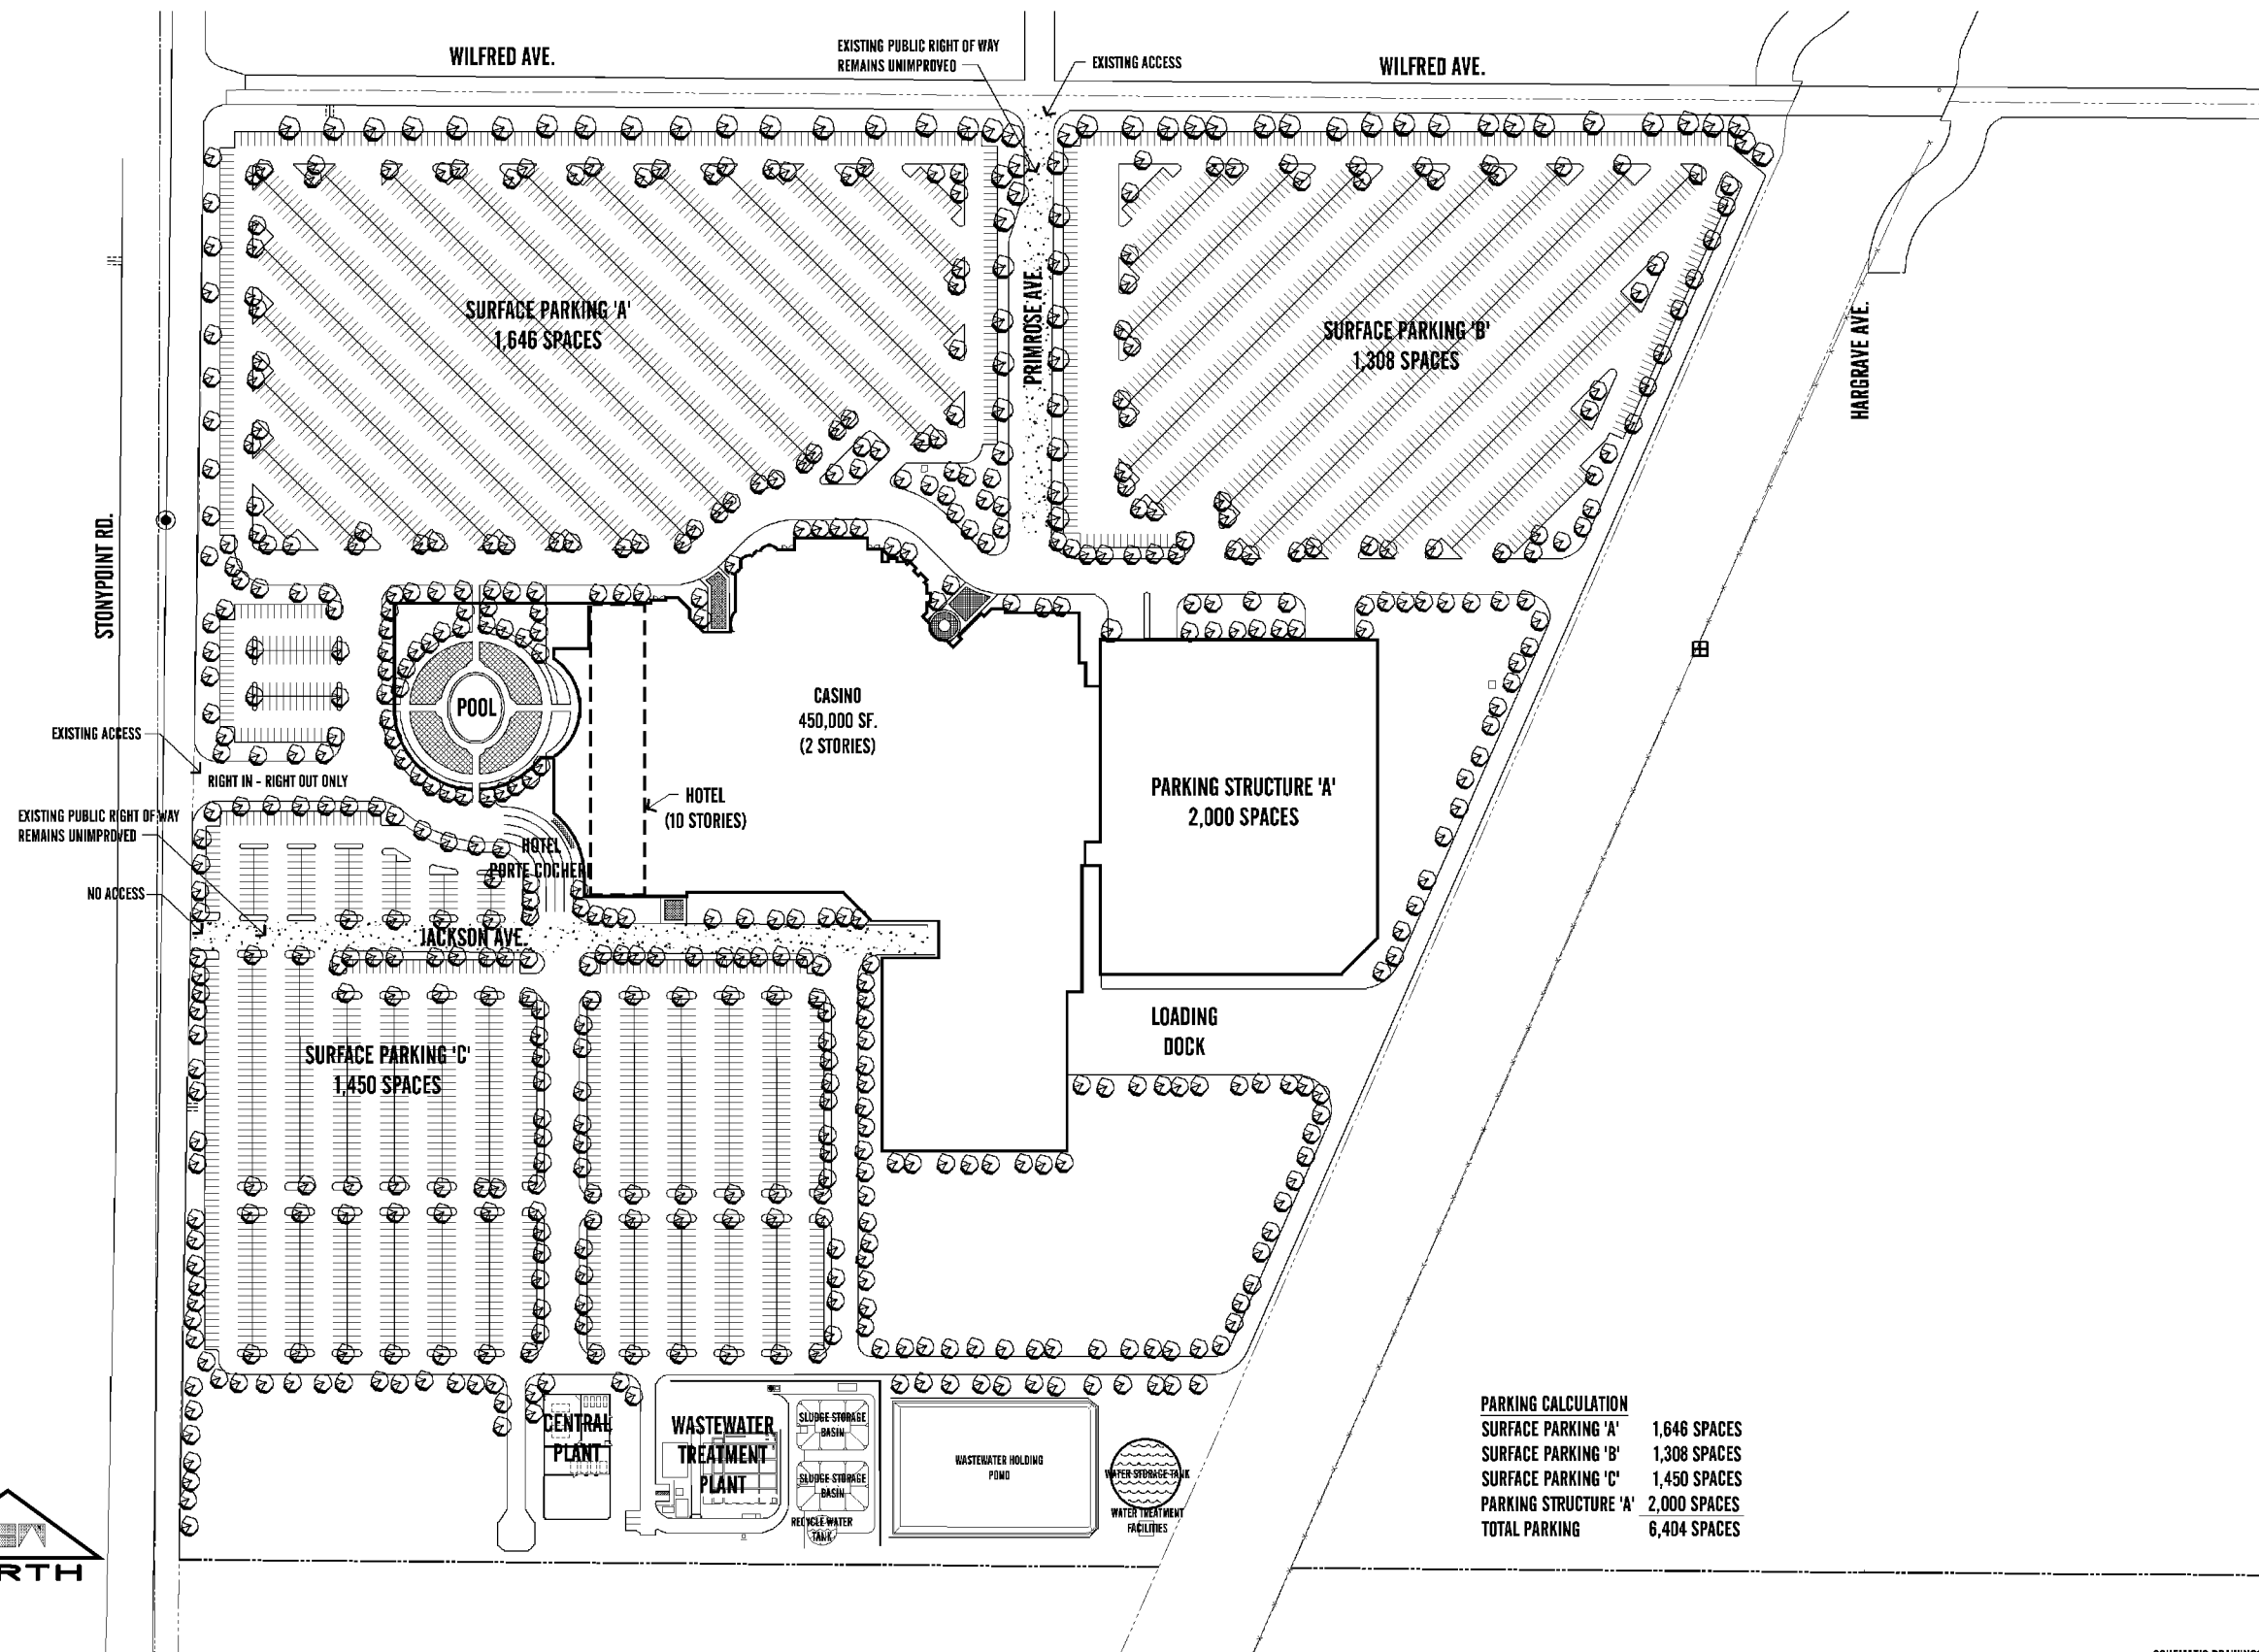 WILFRED AVE.
EXISTING PUBLIC RIGHT OF WAY
REMAINS UNIMPROVED
EXISTING ACCESS
WILFRED AVE.
SURFACE PARKING 'A'
1,646 SPACES
PRIMROSE AVE.
SURFACE PARKING 'B'
1,308 SPACES
HARGRAVE AVE.
STONYPOINT RD.
POOL
CASINO
450,000 SF.
(2 STORIES)
EXISTING ACCESS
RIGHT IN - RIGHT OUT ONLY
HOTEL
(10 STORIES)
PARKING STRUCTURE 'A'
2,000 SPACES
EXISTING PUBLIC RIGHT OF WAY
REMAINS UNIMPROVED
HOTEL
PORTE COCHER
NO ACCESS
JACKSON AVE.
SURFACE PARKING 'C'
1,450 SPACES
LOADING
DOCK
CENTRAL
PLANT
WASTEWATER
TREATMENT
PLANT
SLUDGE STORAGE
BASIN
SLUDGE STORAGE
BASIN
RECYCLE WATER
TANK
WASTEWATER HOLDING
POND
WATER STORAGE TANK
WATER TREATMENT
FACILITIES
PARKING CALCULATION
SURFACE PARKING 'A' 1,646 SPACES
SURFACE PARKING 'B' 1,308 SPACES
SURFACE PARKING 'C' 1,450 SPACES
PARKING STRUCTURE 'A' 2,000 SPACES
TOTAL PARKING 6,404 SPACES
RTH